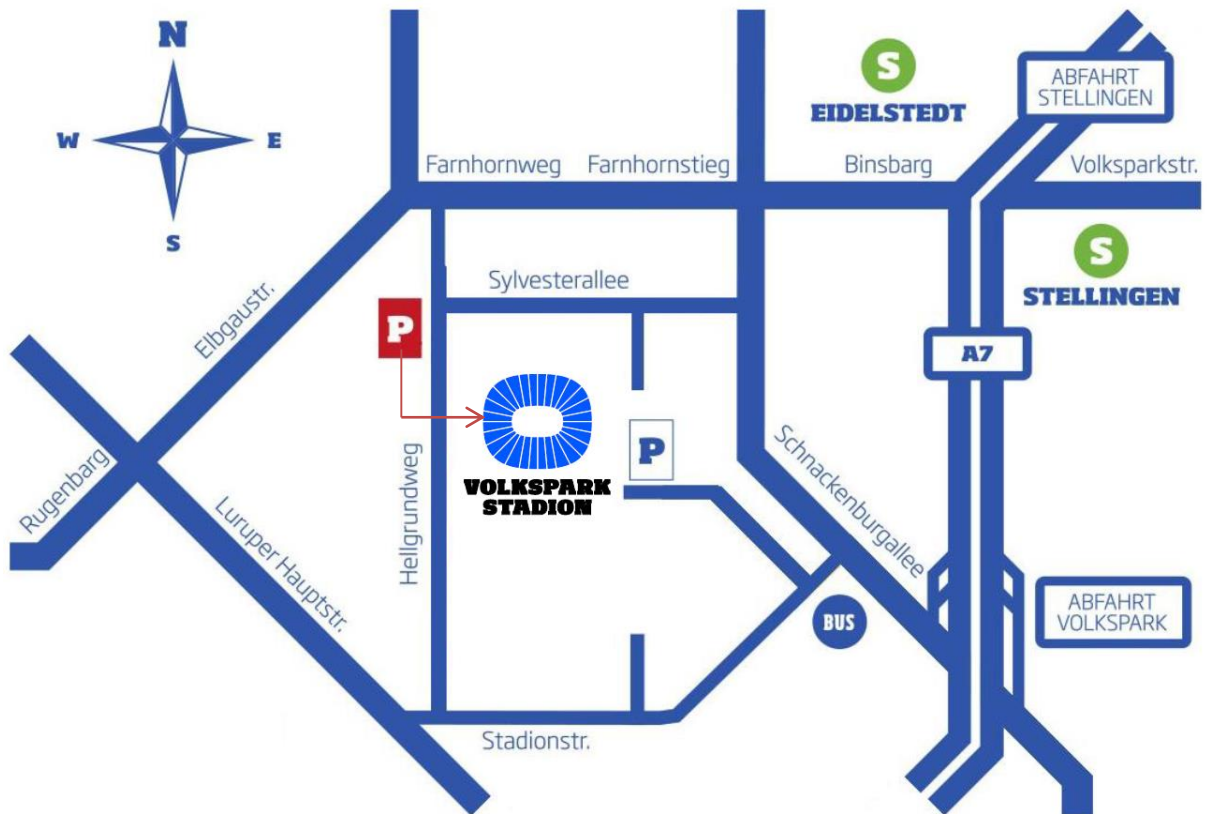 N
W
E
S
S
EIDELSTEDT
ABFAHRT
STELLINGEN
Farnhornweg
Farnhornstieg
Binsbarg
Volksparkstr.
S
STELLINGEN
Sylvesterallee
Elbgaustr.
P
A7
VOLKSPARK
STADION
P
Schnackenburgallee
Rugenbarg
Luruper Hauptstr.
Hellgrundweg
BUS
ABFAHRT
VOLKSPARK
Stadionstr.